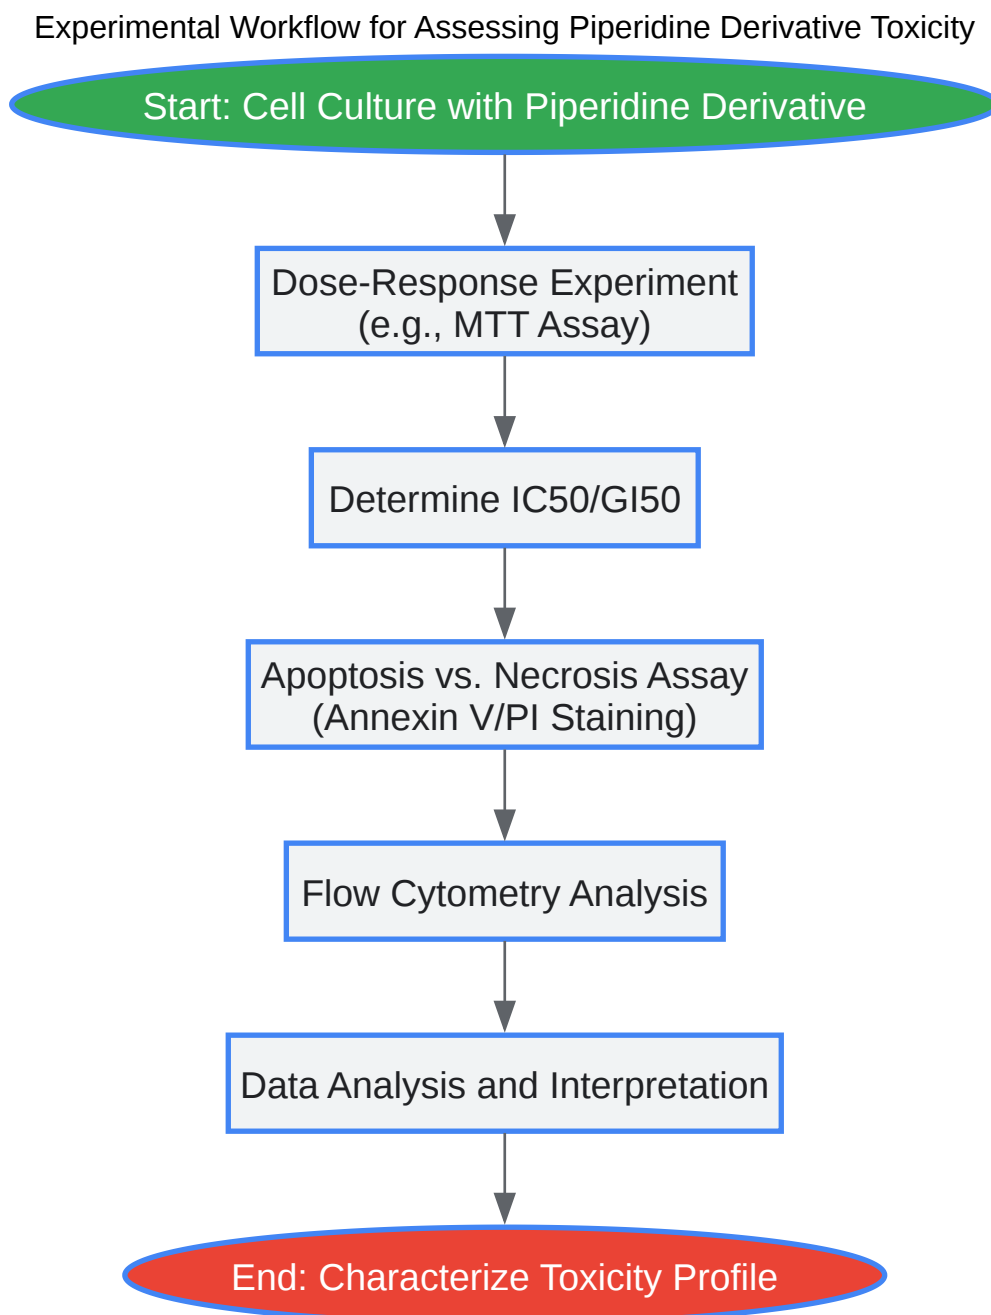 Experimental Workflow for Assessing Piperidine Derivative Toxicity
Start: Cell Culture with Piperidine Derivative
Dose-Response Experiment
(e.g., MTT Assay)
Determine IC50/GI50
Apoptosis vs. Necrosis Assay
(Annexin V/PI Staining)
Flow Cytometry Analysis
Data Analysis and Interpretation
End: Characterize Toxicity Profile